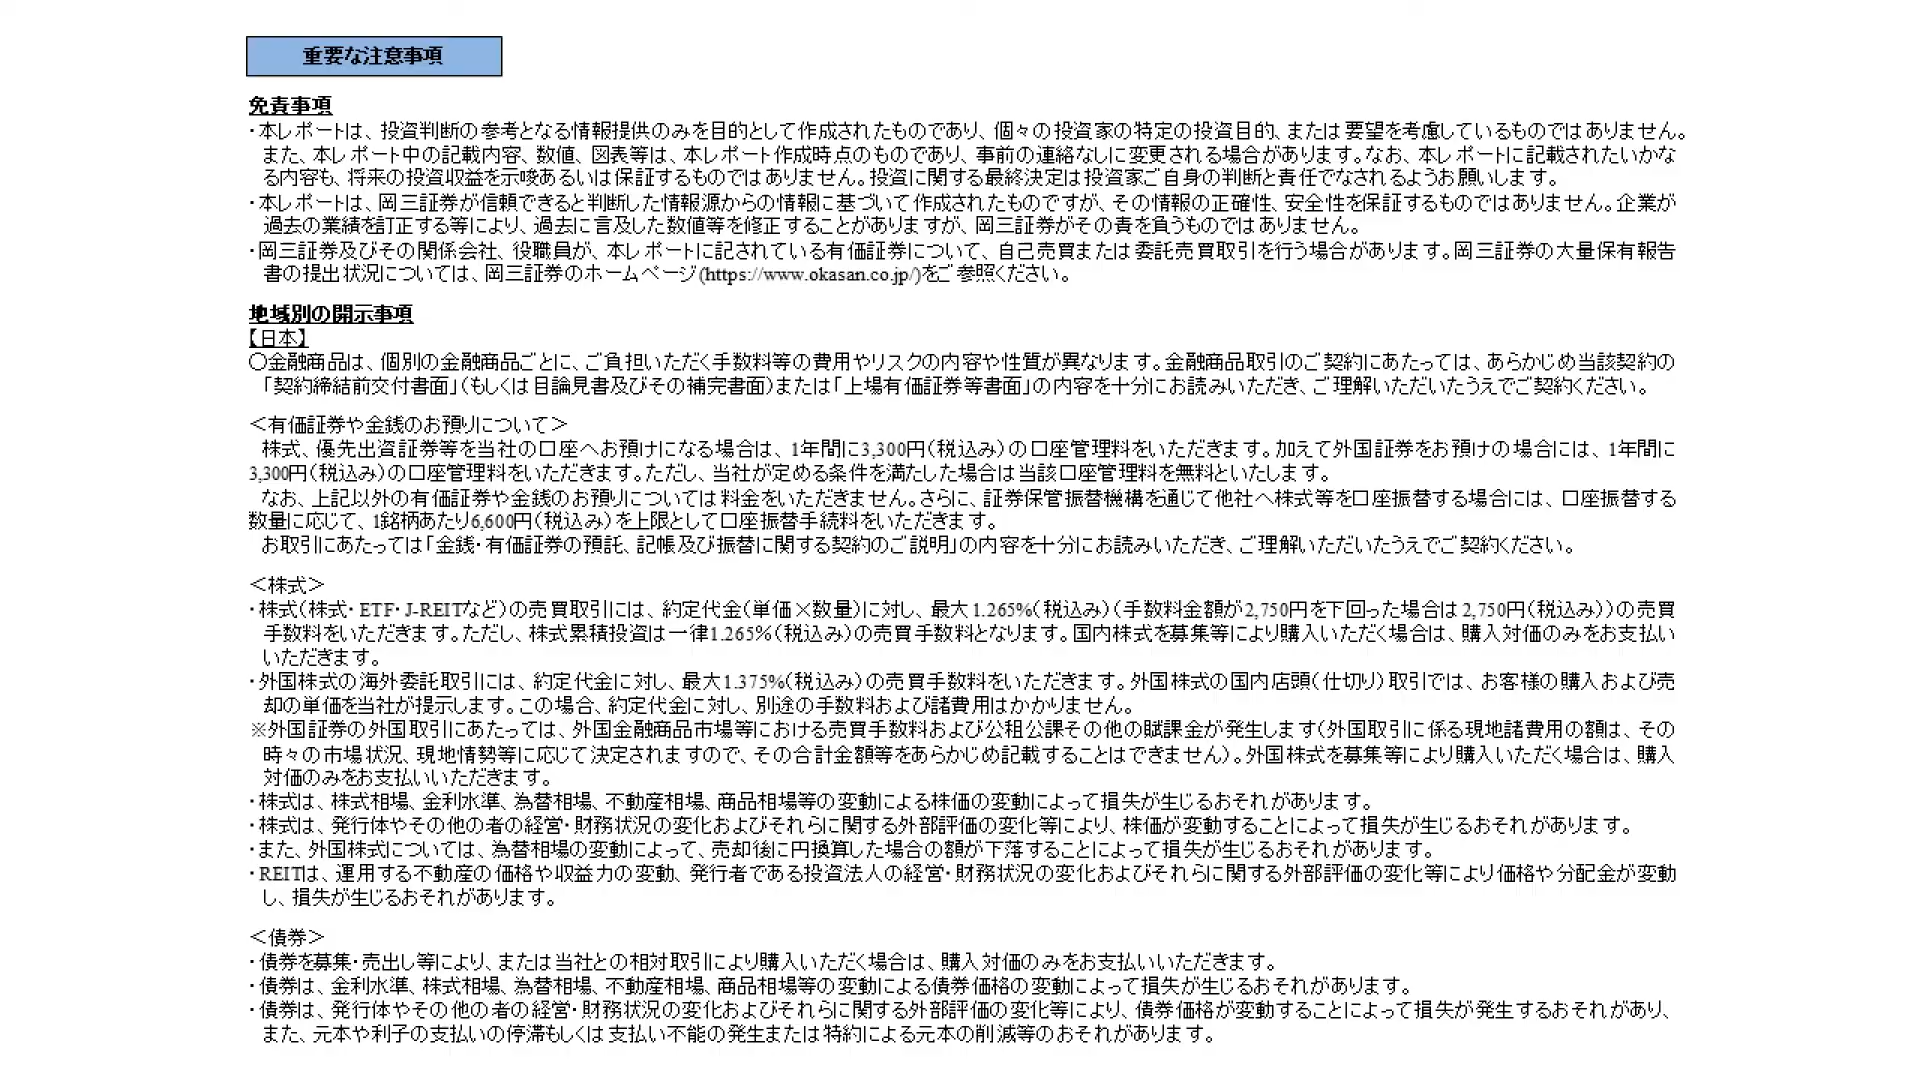 重要な注意事項
免責事項
・本レポートは、投資判断の参考となる情報提供のみを目的として作成されたものであり、個々の投資家の特定の投資目的、または要望を考慮しているものではありません。
また、本レポート中の記載内容、数値、図表等は、本レポート作成時点のものであり、事前の連絡なしに変更される場合があります。なお、本レポートに記載されたいかな
る内容も、将来の投資収益を示唆あるいは保証するものではありません。投資に関する最終決定は投資家ご自身の判断と責任でなされるようお願いします。
・本レポートは、岡三証券が信頼できると判断した情報源からの情報に基づいて作成されたものですが、その情報の正確性、安全性を保証するものではありません。企業が
過去の業績を訂正する等により、過去に言及した数値等を修正することがありますが、岡三証券がその責を負うものではありません。
・岡三証券及びその関係会社、役職員が、本レポートに記されている有価証券について、自己売買または委託売買取引を行う場合があります。岡三証券の大量保有報告
書の提出状況については、岡三証券のホームページ(https://www.okasan.co.jp/)をご参照ください。
地域別の開示事項
【日本】
○金融商品は、個別の金融商品ごとに、ご負担いただく手数料等の費用やリスクの内容や性質が異なります。金融商品取引のご契約にあたっては、あらかじめ当該契約の
「契約締結前交付書面」（もしくは目論見書及びその補完書面）または「上場有価証券等書面」の内容を十分にお読みいただき、ご理解いただいたうえでご契約ください。
＜有価証券や金銭のお預りについて＞
株式、優先出資証券等を当社の口座へお預けになる場合は、1年間に3,300円（税込み）の口座管理料をいただきます。加えて外国証券をお預けの場合には、1年間に
3,300円（税込み）の口座管理料をいただきます。ただし、当社が定める条件を満たした場合は当該口座管理料を無料といたします。
なお、上記以外の有価証券や金銭のお預りについては料金をいただきません。さらに、証券保管振替機構を通じて他社へ株式等を口座振替する場合には、口座振替する
数量に応じて、1銘柄あたり6,600円（税込み）を上限として口座振替手続料をいただきます。
お取引にあたっては「金銭・有価証券の預託、記帳及び振替に関する契約のご説明」の内容を十分にお読みいただき、ご理解いただいたうえでご契約ください。
＜株式＞
・株式（株式・ETF・J-REITなど）の売買取引には、約定代金（単価×数量）に対し、最大1.265%（税込み）（手数料金額が2,750円を下回った場合は2,750円（税込み））の売買
手数料をいただきます。ただし、株式累積投資は一律1.265%（税込み）の売買手数料となります。国内株式を募集等により購入いただく場合は、購入対価のみをお支払い
いただきます。
・外国株式の海外委託取引には、約定代金に対し、最大1.375%（税込み）の売買手数料をいただきます。外国株式の国内店頭（仕切り）取引では、お客様の購入および売
却の単価を当社が提示します。この場合、約定代金に対し、別途の手数料および諸費用はかかりません。
※外国証券の外国取引にあたっては、外国金融商品市場等における売買手数料および公租公課その他の賦課金が発生します（外国取引に係る現地諸費用の額は、その
時々の市場状況、現地情勢等に応じて決定されますので、その合計金額等をあらかじめ記載することはできません）。外国株式を募集等により購入いただく場合は、購入
対価のみをお支払いいただきます。
・株式は、株式相場、金利水準、為替相場、不動産相場、商品相場等の変動による株価の変動によって損失が生じるおそれがあります。
・株式は、発行体やその他の者の経営・財務状況の変化およびそれらに関する外部評価の変化等により、株価が変動することによって損失が生じるおそれがあります。
・また、外国株式については、為替相場の変動によって、売却後に円換算した場合の額が下落することによって損失が生じるおそれがあります。
・REITは、運用する不動産の価格や収益力の変動、発行者である投資法人の経営・財務状況の変化およびそれらに関する外部評価の変化等により価格や分配金が変動
し、損失が生じるおそれがあります。
＜債券＞
・債券を募集・売出し等により、または当社との相対取引により購入いただく場合は、購入対価のみをお支払いいただきます。
・債券は、金利水準、株式相場、為替相場、不動産相場、商品相場等の変動による債券価格の変動によって損失が生じるおそれがあります。
・債券は、発行体やその他の者の経営・財務状況の変化およびそれらに関する外部評価の変化等により、債券価格が変動することによって損失が発生するおそれがあり、
また、元本や利子の支払いの停滞もしくは支払い不能の発生または特約による元本の削減等のおそれがあります。